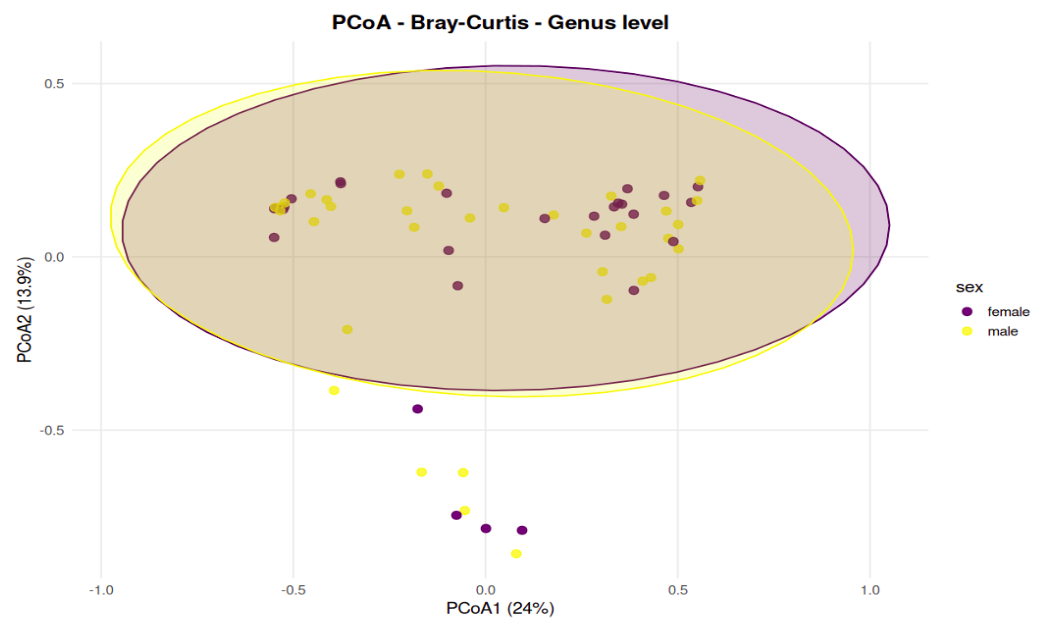 PCoA - Bray-Curtis - Genus level
0.5
0.0
-0.5
PCoA2 (13.9%)
-1.0 -0.5 0.0 0.5 1.0
PCoA1 (24%)
sex
female
male